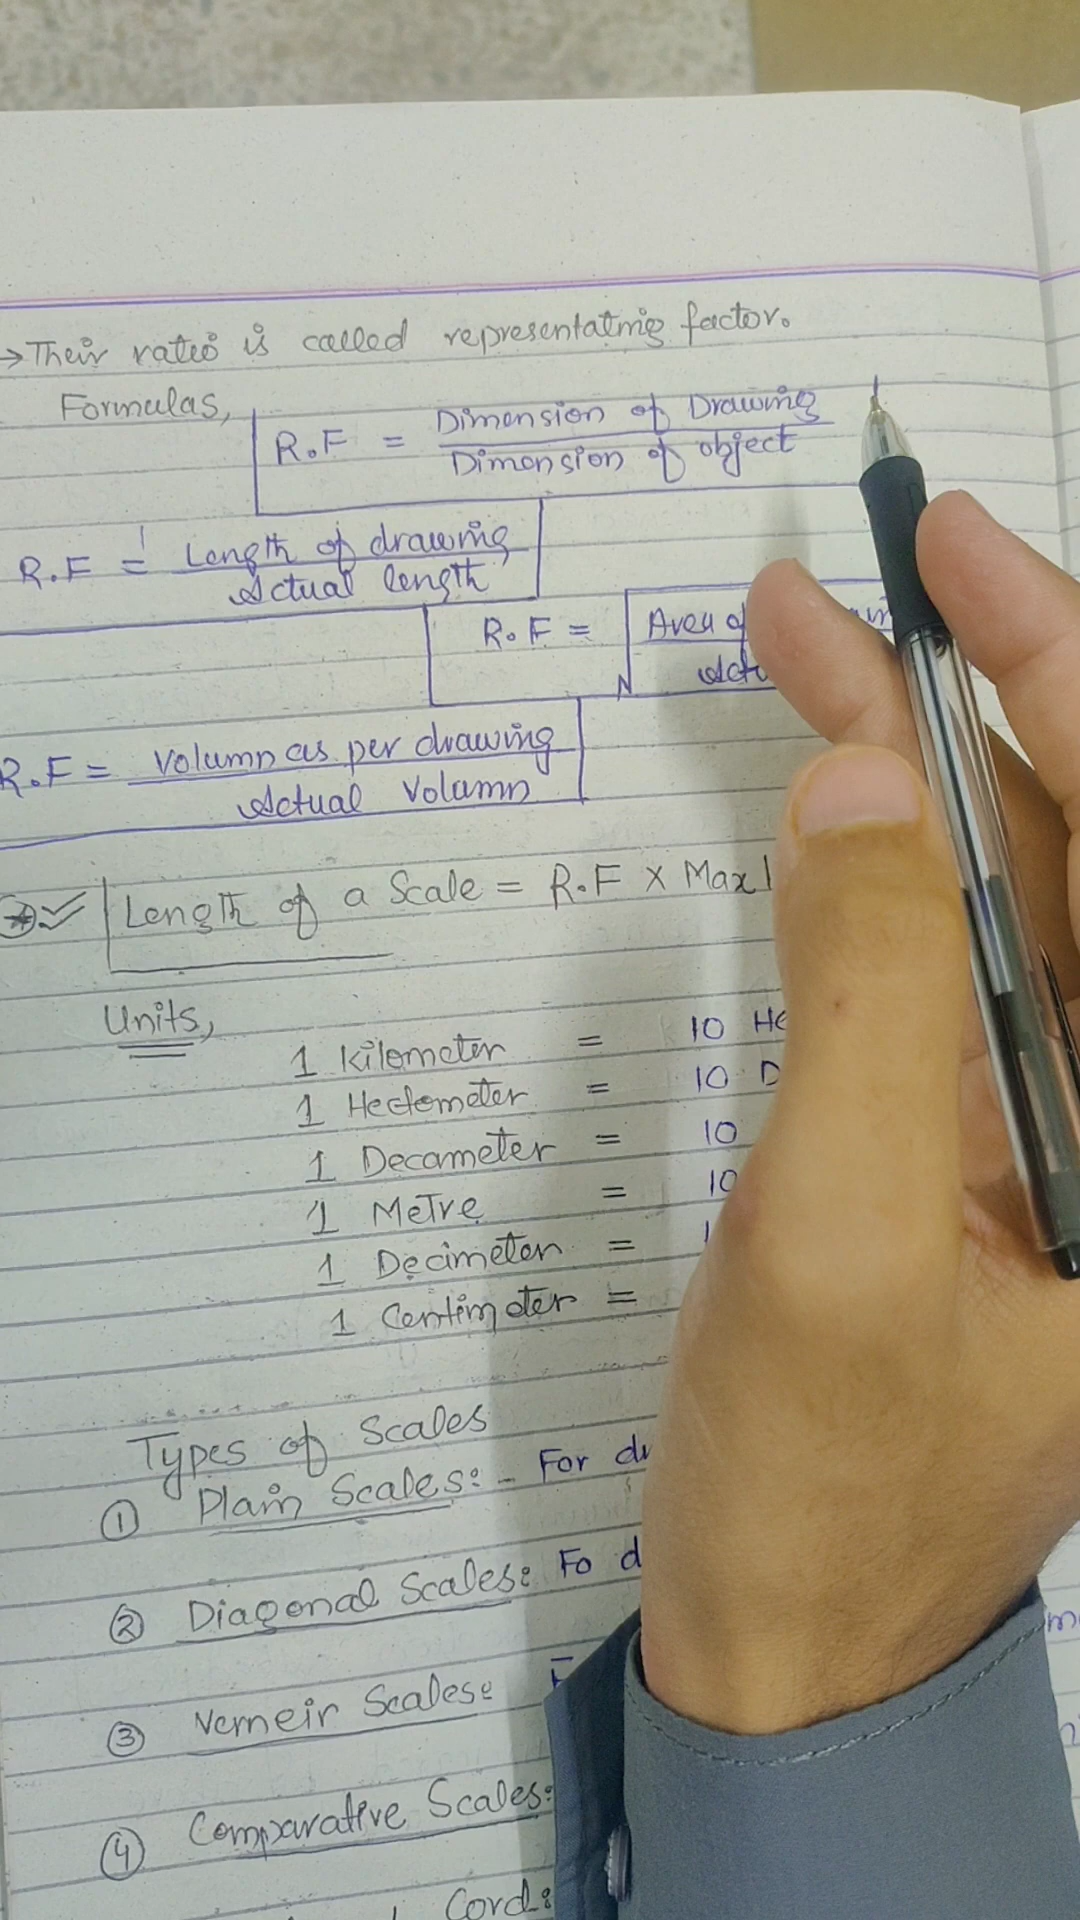 → Their ratio is called representating factor.
Formulas,
R.F = Dimension of Drawing
Dimension of object
R.F = Length of drawing
Actual length
R.F = Area of
R.F = Volumn as per drawing
Actual Volumn
Length of a Scale = R.F X Max
Units,
1 Kilometer = 10
1 Hectometer = 10
1 Decameter = 10
1 Metre = 10
1 Decimeter =
1 Centimeter =
Types of Scales
① Plain Scales:- For
② Diagonal Scales: Fo
③ Verneir Scales:
④ Comparative Scales:
Cord: